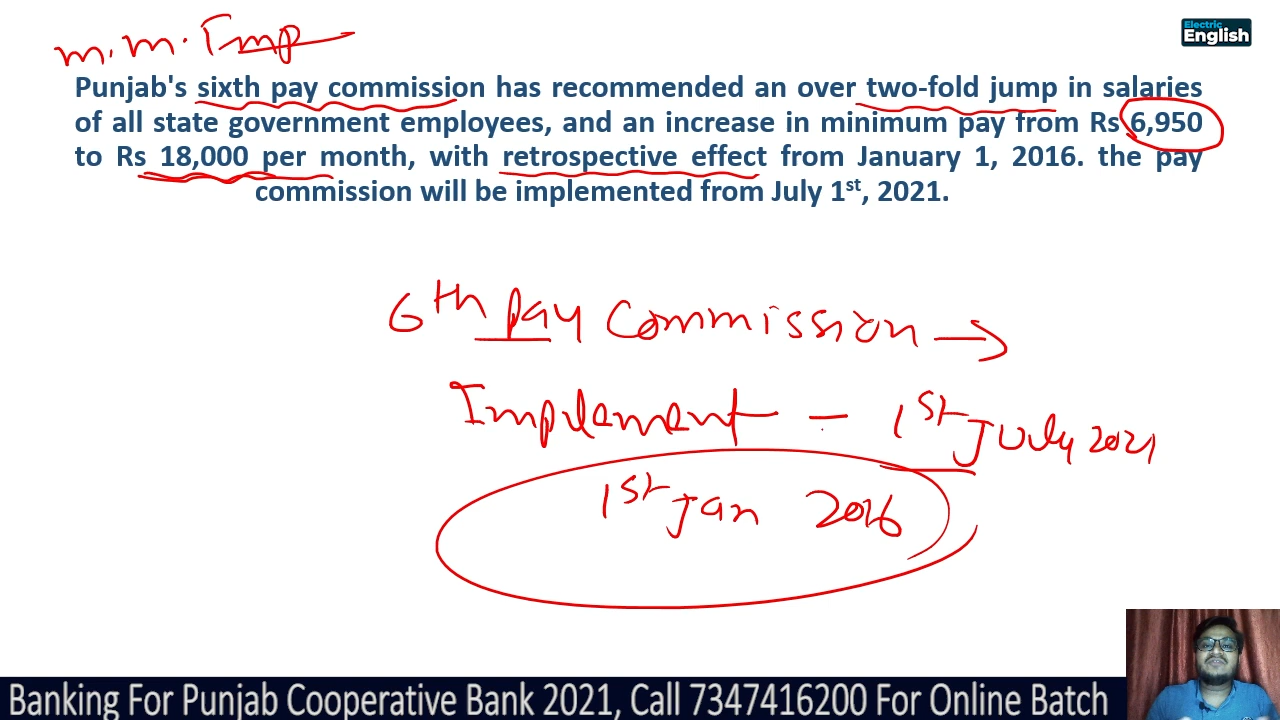 Electric
English
m.m.Imp
Punjab's sixth pay commission has recommended an over two-fold jump in salaries
of all state government employees, and an increase in minimum pay from Rs 6,950
to Rs 18,000 per month, with retrospective effect from January 1, 2016. the pay
commission will be implemented from July 1st, 2021.
6th pay Commission →
Implement - 1st July 2021
1st Jan 2016
Banking For Punjab Cooperative Bank 2021, Call 7347416200 For Online Batch